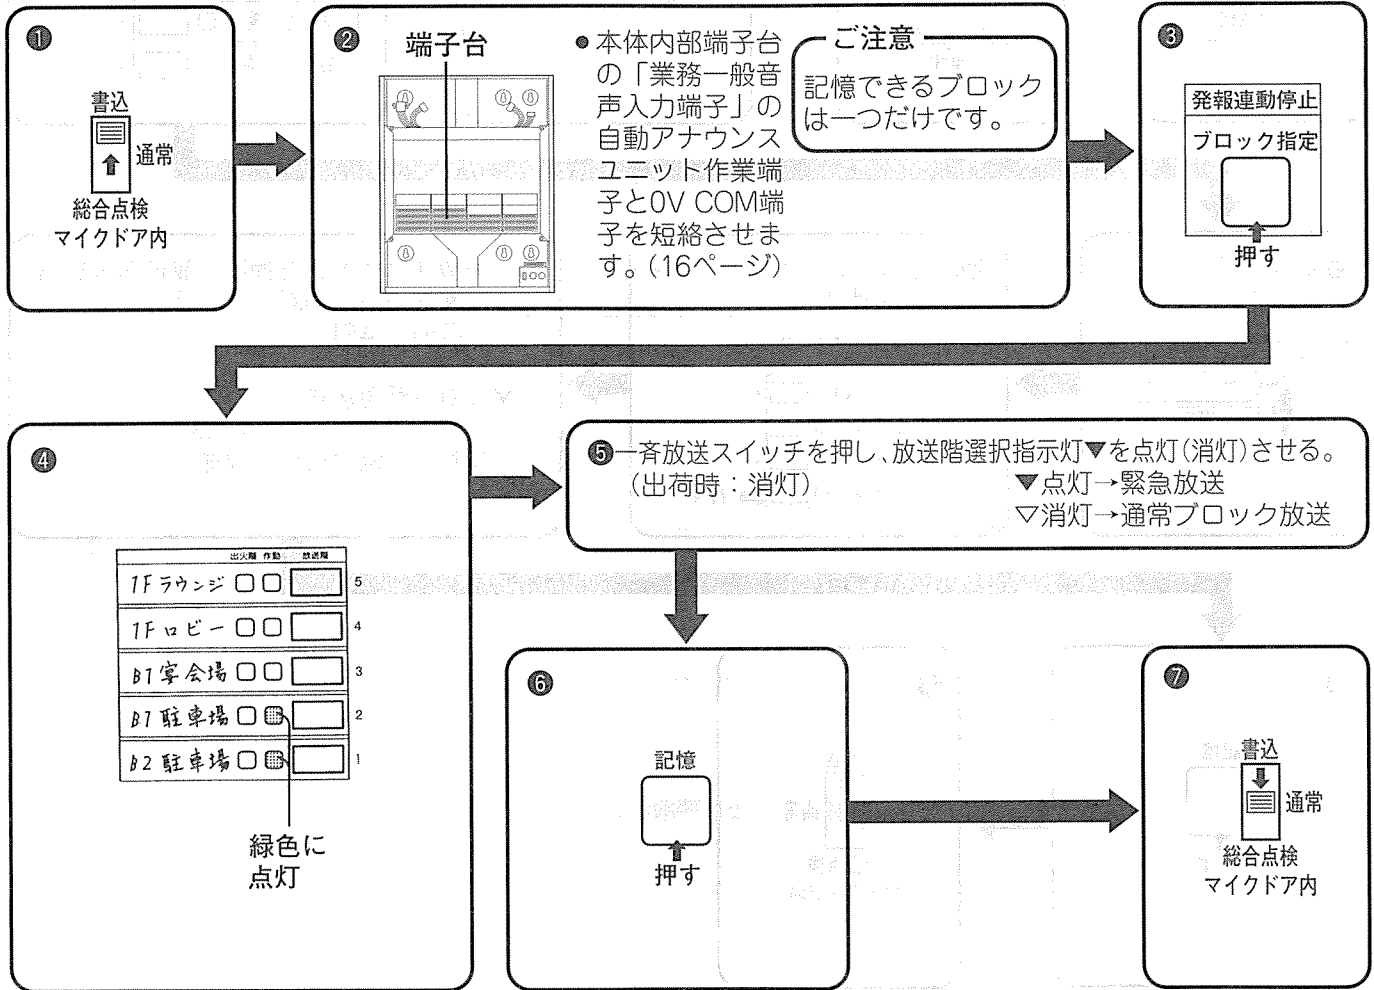 ❶
書込
通常
総合点検
マイクドア内
❷
端子台
●本体内部端子台
の「業務一般音
声入力端子」の
自動アナウンス
ユニット作業端
子と0V COM端
子を短絡させま
す。(16ページ)
ご注意
記憶できるブロック
は一つだけです。
❸
発報連動停止
ブロック指定
押す
❹
出火階 作動 放送階
1Fラウンジ 5
1Fロビー 4
B1宴会場 3
B1駐車場 2
B2駐車場 1
緑色に
点灯
❺一斉放送スイッチを押し、放送階選択指示灯▼を点灯(消灯)させる。
(出荷時:消灯)
▼点灯→緊急放送
▽消灯→通常ブロック放送
❻
記憶
押す
❼
書込
通常
総合点検
マイクドア内